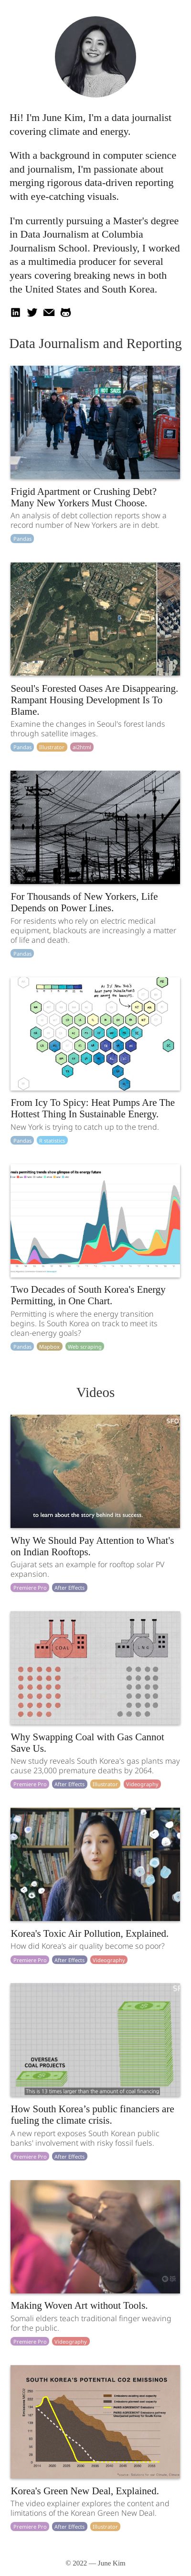 Hi! I'm June Kim, I'm a data journalist
covering climate and energy.
With a background in computer science
and journalism, I'm passionate about
merging rigorous data-driven reporting
with eye-catching visuals.
I'm currently pursuing a Master's degree
in Data Journalism at Columbia
Journalism School. Previously, I worked
as a multimedia producer for several
years covering breaking news in both
the United States and South Korea.
Data Journalism and Reporting
Frigid Apartment or Crushing Debt?
Many New Yorkers Must Choose.
An analysis of debt collection reports show a
record number of New Yorkers are in debt.
Pandas
Seoul's Forested Oases Are Disappearing.
Rampant Housing Development Is To
Blame.
Examine the changes in Seoul's forest lands
through satellite images.
Pandas Illustrator ai2html
For Thousands of New Yorkers, Life
Depends on Power Lines.
For residents who rely on electric medical
equipment, blackouts are increasingly a matter
of life and death.
Pandas
From Icy To Spicy: Heat Pumps Are The
Hottest Thing In Sustainable Energy.
New York is trying to catch up to the trend.
Pandas
Two Decades of South Korea's Energy
Permitting, in One Chart.
Permitting is where the energy transition
begins. Is South Korea on track to meet its
clean-energy goals?
Pandas Mapbox Web scraping
Videos
to learn about the story behind its success.
Why We Should Pay Attention to What's
on Indian Rooftops.
Gujarat sets an example for rooftop solar PV
expansion.
Premiere Pro After Effects
COAL LNG
Why Swapping Coal with Gas Cannot
Save Us.
New study reveals South Korea's gas plants may
cause 23,000 premature deaths by 2064.
Premiere Pro After Effects Illustrator Videography
Korea's Toxic Air Pollution, Explained.
How did Korea's air quality become so poor?
Premiere Pro After Effects Videography
OVERSEAS
COAL PROJECTS
This is 13 times larger than the amount of coal financing
How South Korea's public financiers are
fueling the climate crisis.
A new report exposes South Korean public
banks' involvement with risky fossil fuels.
Premiere Pro After Effects
Making Woven Art without Tools.
Somali elders teach traditional finger weaving
for the public.
Premiere Pro Videography
SOUTH KOREA'S POTENTIAL CO2 EMISSINOS
Korea's Green New Deal, Explained.
The video explainer explores the content and
limitations of the Korean Green New Deal.
Premiere Pro After Effects Illustrator
© 2022 — June Kim